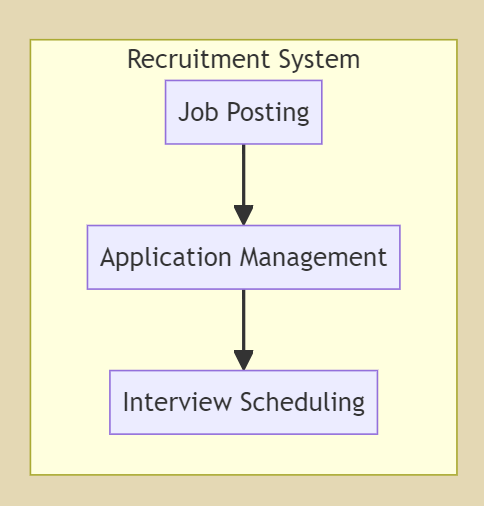 Recruitment System
Job Posting
Application Management
Interview Scheduling